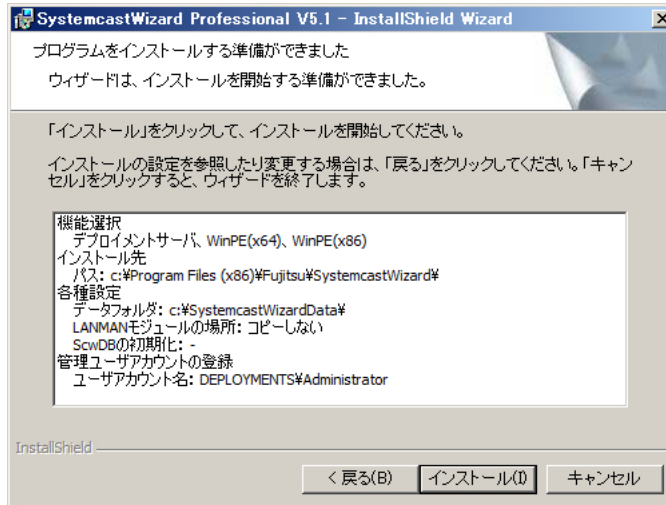 SystemcastWizard Professional V5.1 - InstallShield Wizard
プログラムをインストールする準備ができました
ウィザードは、インストールを開始する準備ができました。
「インストール」をクリックして、インストールを開始してください。
インストールの設定を参照したり変更する場合は、「戻る」をクリックしてください。「キャン
セル」をクリックすると、ウィザードを終了します。
機能選択
デプロイメントサーバ、WinPE(x64)、WinPE(x86)
インストール先
パス: c:¥Program Files (x86)¥Fujitsu¥SystemcastWizard¥
各種設定
データフォルダ: c:¥SystemcastWizardData¥
LANMANモジュールの場所: コピーしない
ScwDBの初期化: -
管理ユーザアカウントの登録
ユーザアカウント名: DEPLOYMENTS¥Administrator
InstallShield
< 戻る(B) インストール(I) キャンセル